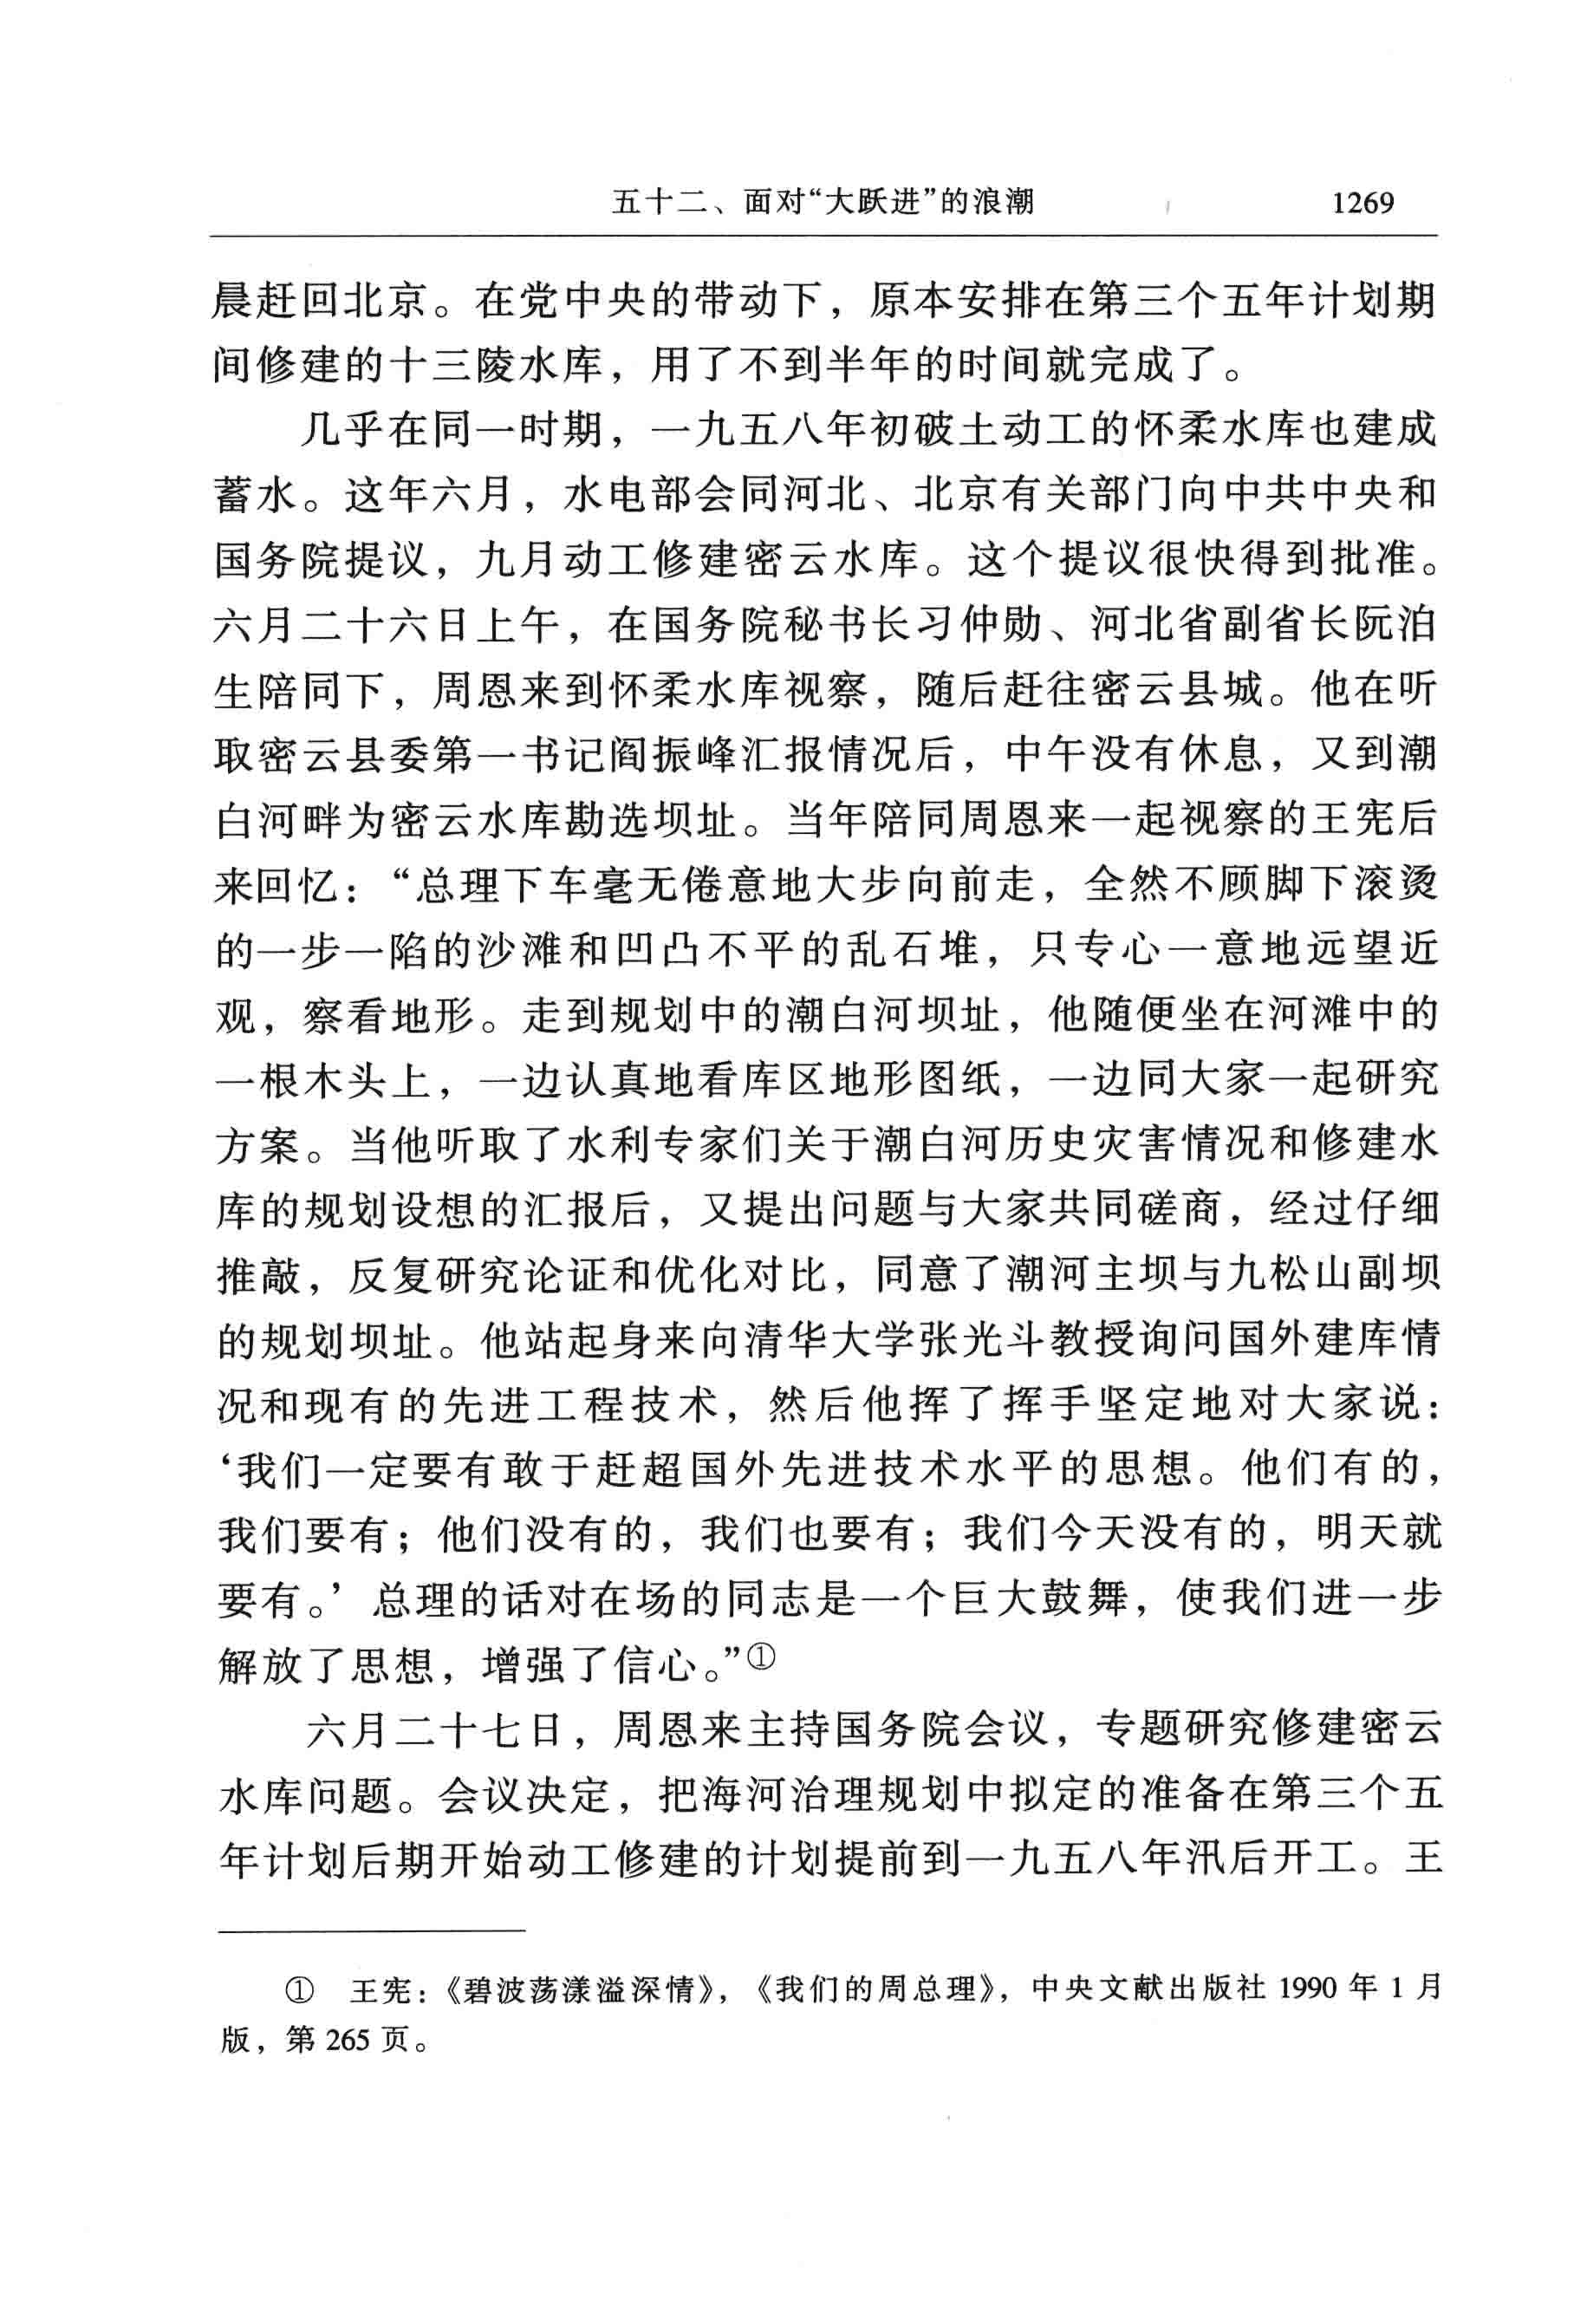 五十二、面对“大跃进”的浪潮 1269
晨赶回北京。在党中央的带动下，原本安排在第三个五年计划期
间修建的十三陵水库，用了不到半年的时间就完成了。
几乎在同一时期，一九五八年初破土动工的怀柔水库也建成
蓄水。这年六月，水电部会同河北、北京有关部门向中共中央和
国务院提议，九月动工修建密云水库。这个提议很快得到批准。
六月二十六日上午，在国务院秘书长习仲勋、河北省副省长阮泊
生陪同下，周恩来到怀柔水库视察，随后赶往密云县城。他在听
取密云县委第一书记阎振峰汇报情况后，中午没有休息，又到潮
白河畔为密云水库勘选坝址。当年陪同周恩来一起视察的王宪后
来回忆：“总理下车毫无倦意地大步向前走，全然不顾脚下滚烫
的一步一陷的沙滩和凹凸不平的乱石堆，只专心一意地远望近
观，察看地形。走到规划中的潮白河坝址，他随便坐在河滩中的
一根木头上，一边认真地看库区地形图纸，一边同大家一起研究
方案。当他听取了水利专家们关于潮白河历史灾害情况和修建水
库的规划设想的汇报后，又提出问题与大家共同磋商，经过仔细
推敲，反复研究论证和优化对比，同意了潮河主坝与九松山副坝
的规划坝址。他站起身来向清华大学张光斗教授询问国外建库情
况和现有的先进工程技术，然后他挥了挥手坚定地对大家说：
‘我们一定要有敢于赶超国外先进技术水平的思想。他们有的，
我们要有；他们没有的，我们也要有；我们今天没有的，明天就
要有。’总理的话对在场的同志是一个巨大鼓舞，使我们进一步
解放了思想，增强了信心。”①
六月二十七日，周恩来主持国务院会议，专题研究修建密云
水库问题。会议决定，把海河治理规划中拟定的准备在第三个五
年计划后期开始动工修建的计划提前到一九五八年汛后开工。王
① 王宪：《碧波荡漾溢深情》，《我们的周总理》，中央文献出版社 1990 年 1 月
版，第 265 页。